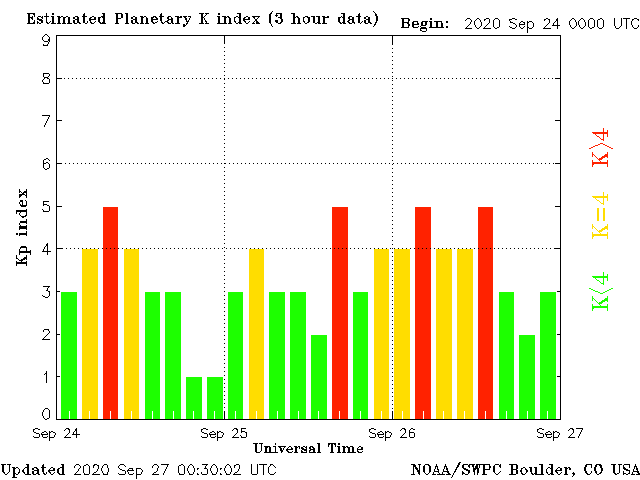 Estimated Planetary K index (3 hour data)
Begin: 2020 Sep 24 0000 UTC
9
8
7
6
5
4
3
2
1
0
Kp index
K>4
K=4
K<4
Sep 24 Sep 25 Sep 26 Sep 27
Universal Time
Updated 2020 Sep 27 00:30:02 UTC
NOAA/SWPC Boulder, CO USA